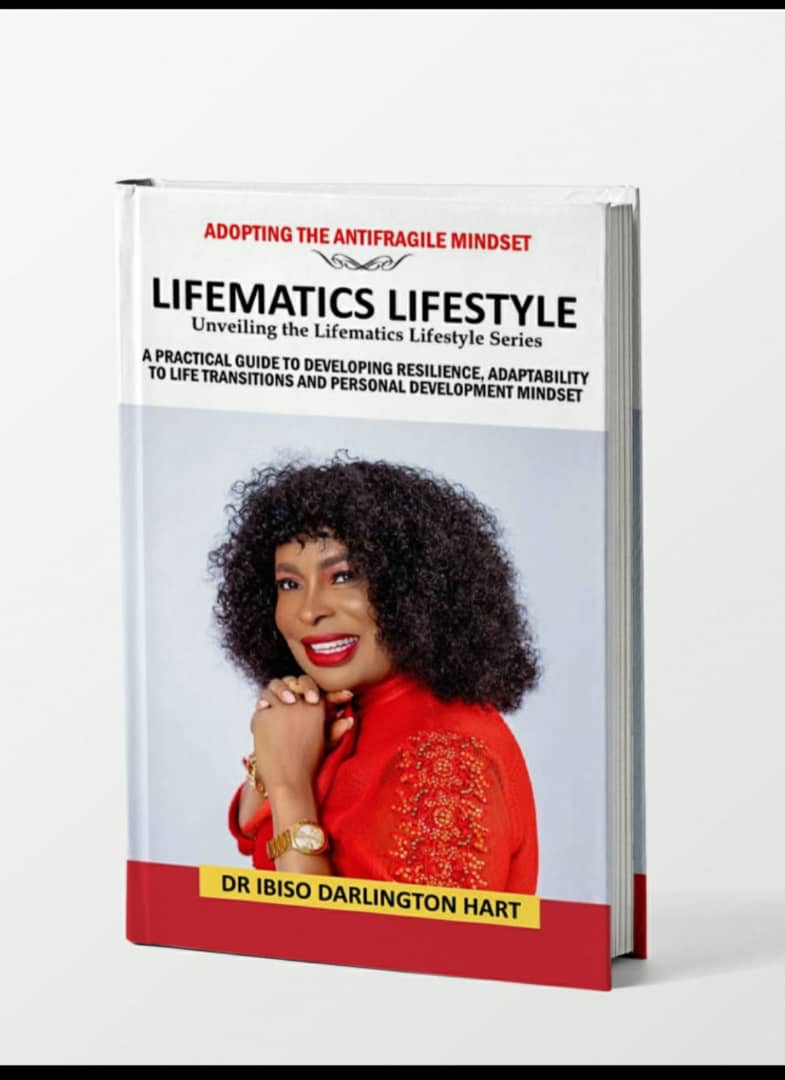 ADOPTING THE ANTIFRAGILE MINDSET
LIFEMATICS LIFESTYLE
Unveiling the Lifematics Lifestyle Series
A PRACTICAL GUIDE TO DEVELOPING RESILIENCE, ADAPTABILITY
TO LIFE TRANSITIONS AND PERSONAL DEVELOPMENT MINDSET
DR IBISO DARLINGTON HART